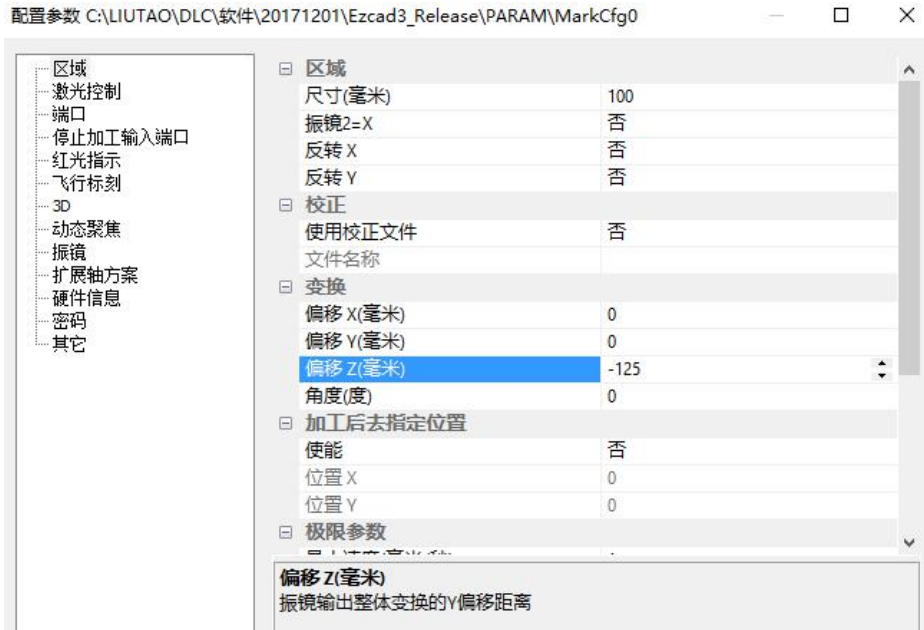 配置参数 C:\LIUTAO\DLC\软件\20171201\Ezcad3_Release\PARAM\MarkCfg0
区域
激光控制
端口
停止加工输入端口
红光指示
飞行标刻
3D
动态聚焦
振镜
扩展轴方案
硬件信息
密码
其它
区域
尺寸(毫米) 100
振镜2=X 否
反转 X 否
反转 Y 否
校正
使用校正文件 否
文件名称
变换
偏移 X(毫米) 0
偏移 Y(毫米) 0
偏移 Z(毫米) -125
角度(度) 0
加工后去指定位置
使能 否
位置 X 0
位置 Y 0
极限参数
偏移 Z(毫米)
振镜输出整体变换的Y偏移距离